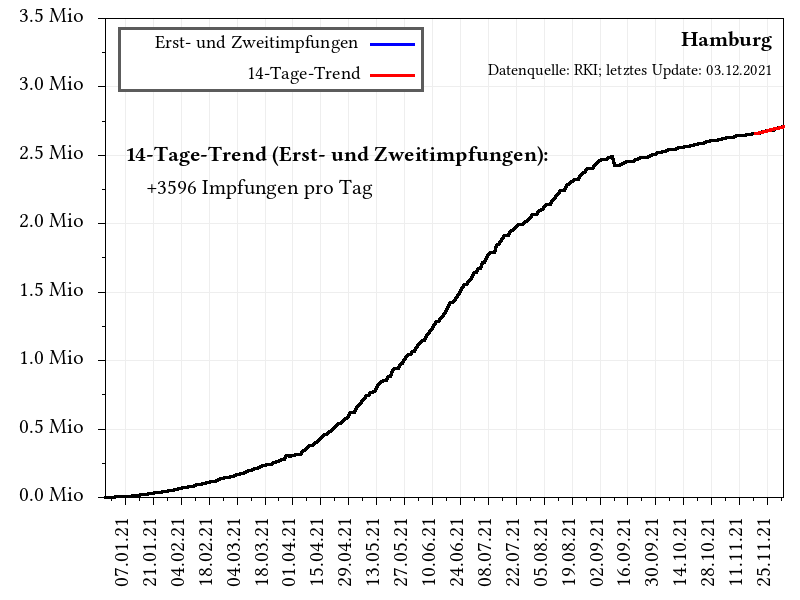 3.5 Mio
3.0 Mio
2.5 Mio
2.0 Mio
1.5 Mio
1.0 Mio
0.5 Mio
0.0 Mio
Erst- und Zweitimpfungen
14-Tage-Trend
Hamburg
Datenquelle: RKI; letztes Update: 03.12.2021
14-Tage-Trend (Erst- und Zweitimpfungen):
+3596 Impfungen pro Tag
07.01.21
21.01.21
04.02.21
18.02.21
04.03.21
18.03.21
01.04.21
15.04.21
29.04.21
13.05.21
27.05.21
10.06.21
24.06.21
08.07.21
22.07.21
05.08.21
19.08.21
02.09.21
16.09.21
30.09.21
14.10.21
28.10.21
11.11.21
25.11.21